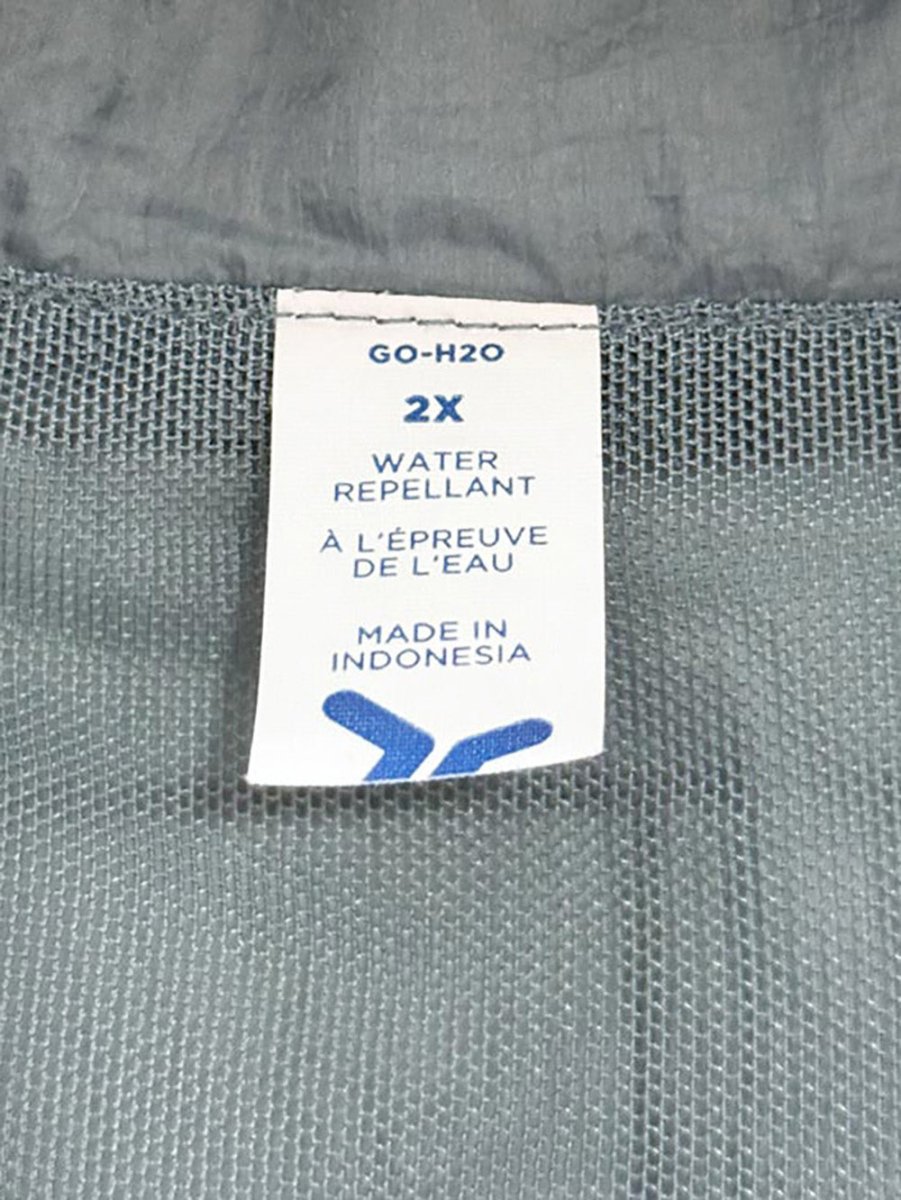 GO-H2O
2X
WATER
REPELLANT
À L'ÉPREUVE
DE L'EAU
MADE IN
INDONESIA